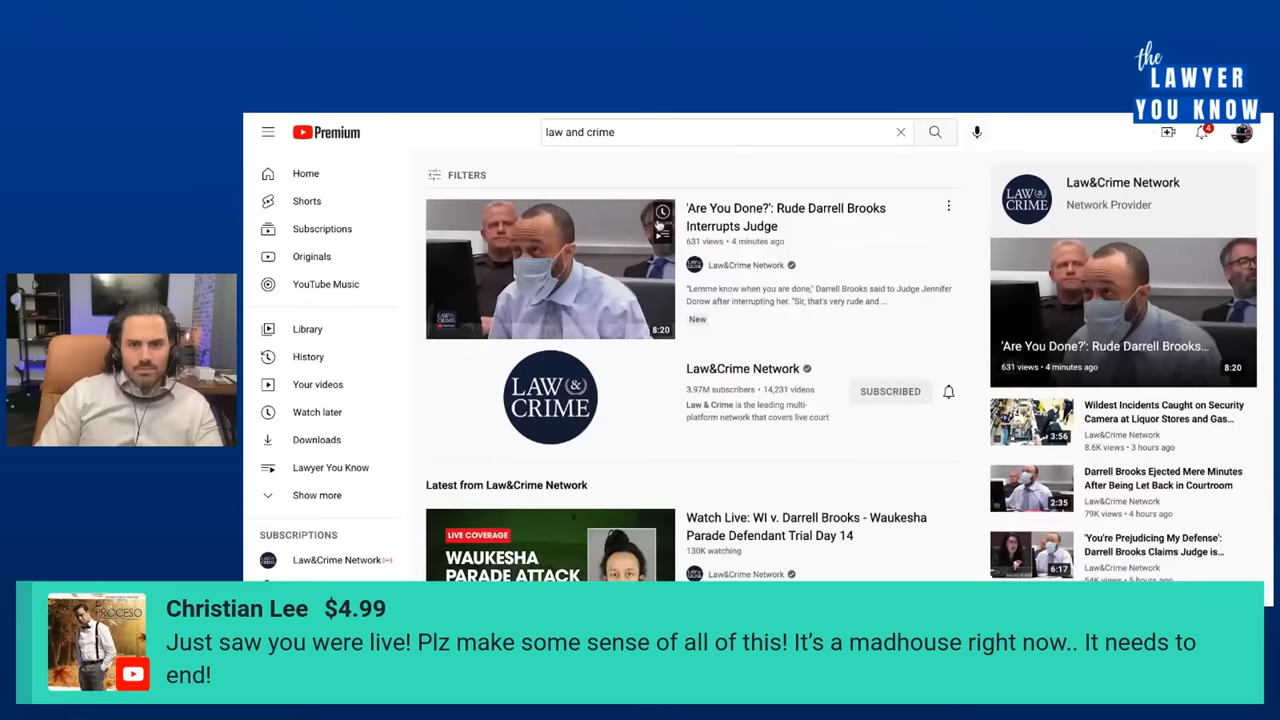 the
LAWYER
YOU KNOW
Premium
law and crime
4
Home
Shorts
Subscriptions
Originals
YouTube Music
Library
History
Your videos
Watch later
Downloads
Lawyer You Know
Show more
SUBSCRIPTIONS
Law&Crime Network
FILTERS
8:20
'Are You Done?': Rude Darrell Brooks
Interrupts Judge
631 views • 4 minutes ago
Law&Crime Network
"Lemme know when you are done," Darrell Brooks said to Judge Jennifer
Dorow after interrupting her. "Sir, that's very rude and ...
New
LAW &
CRIME
Law&Crime Network
3.97M subscribers • 14,231 videos
Law & Crime is the leading multi-
platform network that covers live court
SUBSCRIBED
Latest from Law&Crime Network
LIVE COVERAGE
WAUKESHA
PARADE ATTACK
Watch Live: WI v. Darrell Brooks - Waukesha
Parade Defendant Trial Day 14
130K watching
Law&Crime Network
LAW &
CRIME
Law&Crime Network
Network Provider
'Are You Done?': Rude Darrell Brooks...
631 views • 4 minutes ago
8:20
Wildest Incidents Caught on Security
Camera at Liquor Stores and Gas...
Law&Crime Network
8.6K views • 3 hours ago
3:56
Darrell Brooks Ejected Mere Minutes
After Being Let Back in Courtroom
Law&Crime Network
79K views • 4 hours ago
2:35
'You're Prejudicing My Defense':
Darrell Brooks Claims Judge is...
Law&Crime Network
54K views • 5 hours ago
6:17
PROCESO
Christian Lee $4.99
Just saw you were live! Plz make some sense of all of this! It's a madhouse right now.. It needs to
end!